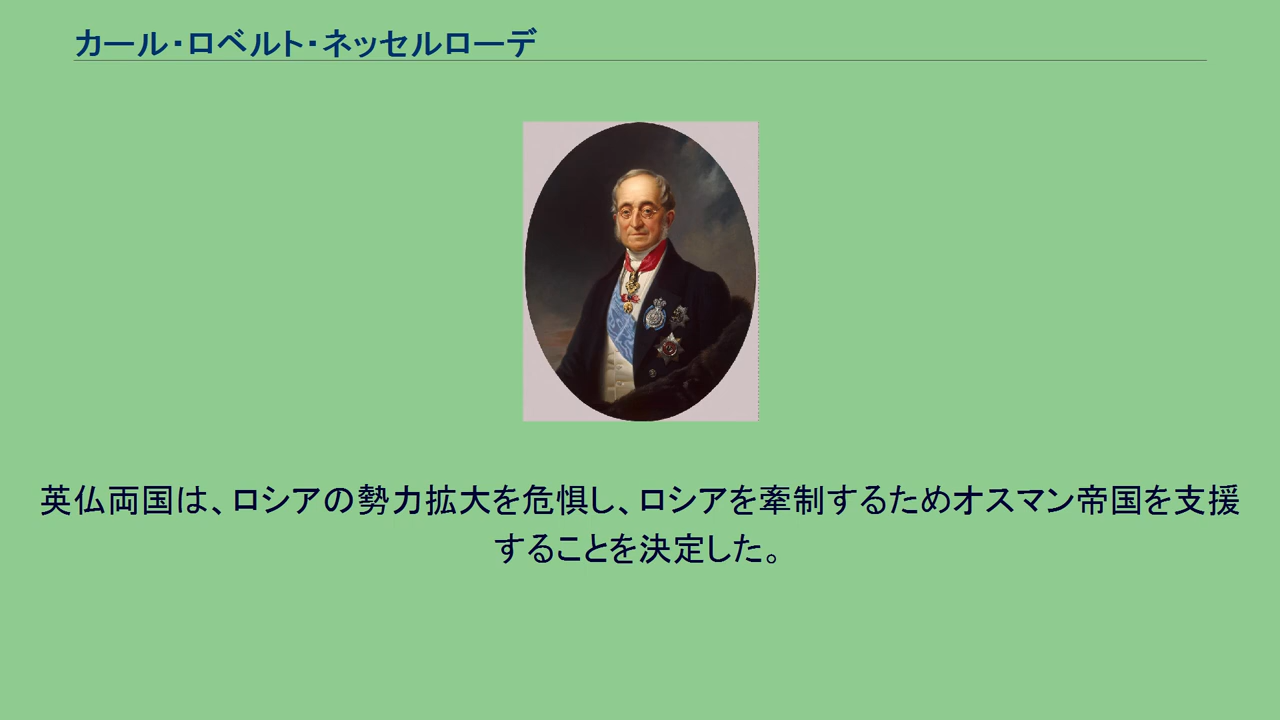 カール・ロベルト・ネッセルローデ
英仏両国は、ロシアの勢力拡大を危惧し、ロシアを牽制するためオスマン帝国を支援
することを決定した。